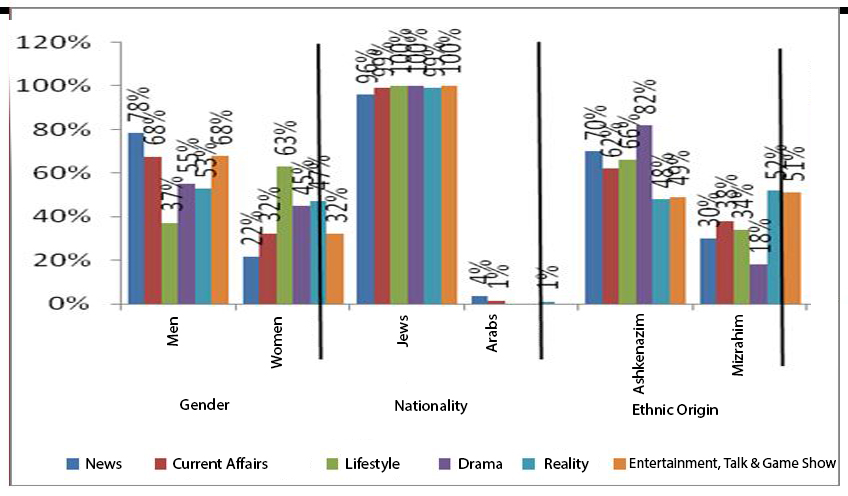 120%
100%
80%
60%
40%
20%
0%
78%
68%
37%
55%
53%
68%
22%
32%
63%
45%
47%
32%
96%
99%
100%
100%
99%
100%
4%
1%
1%
70%
62%
66%
82%
48%
49%
30%
38%
34%
18%
52%
51%
Men
Women
Jews
Arabs
Ashkenazim
Mizrahim
Gender
Nationality
Ethnic Origin
News
Current Affairs
Lifestyle
Drama
Reality
Entertainment, Talk & Game Show